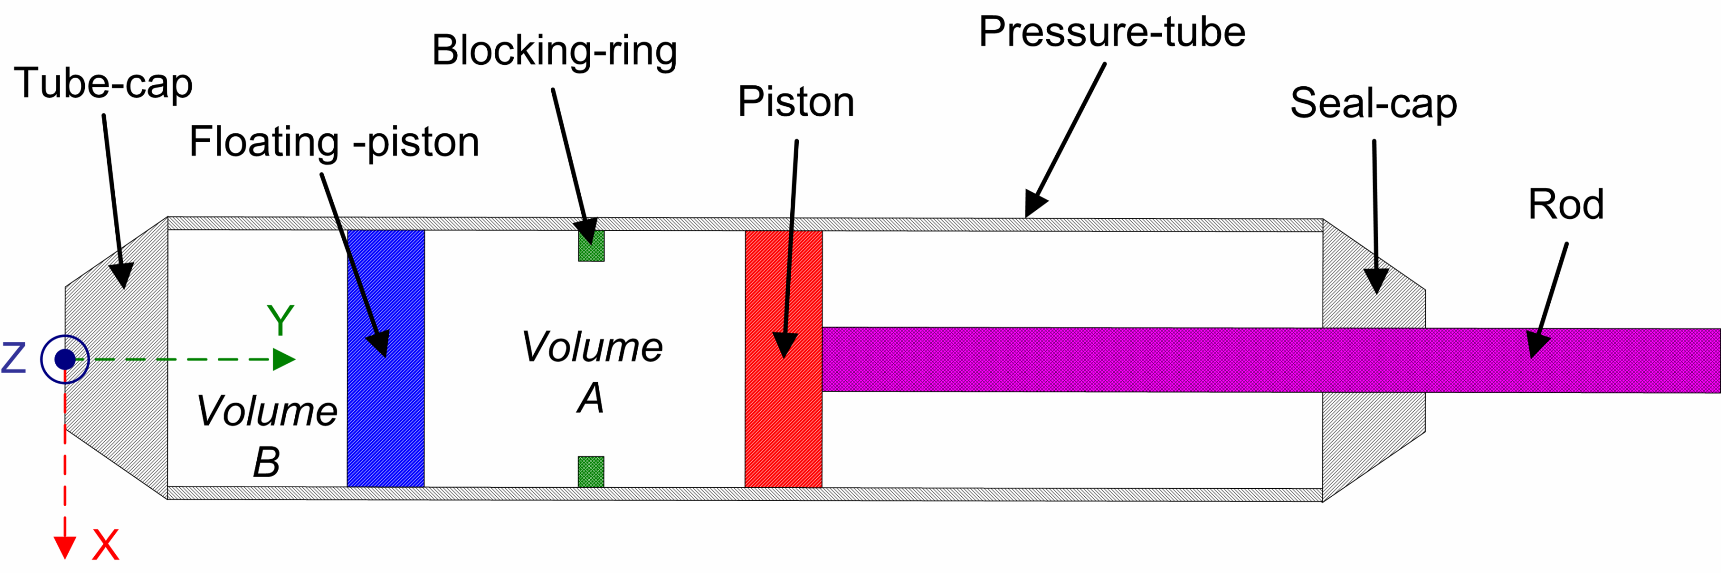 Pressure-tube
Blocking-ring
Tube-cap
Piston
Seal-cap
Floating -piston
Rod
Y
Volume
A
Z
Volume
B
X